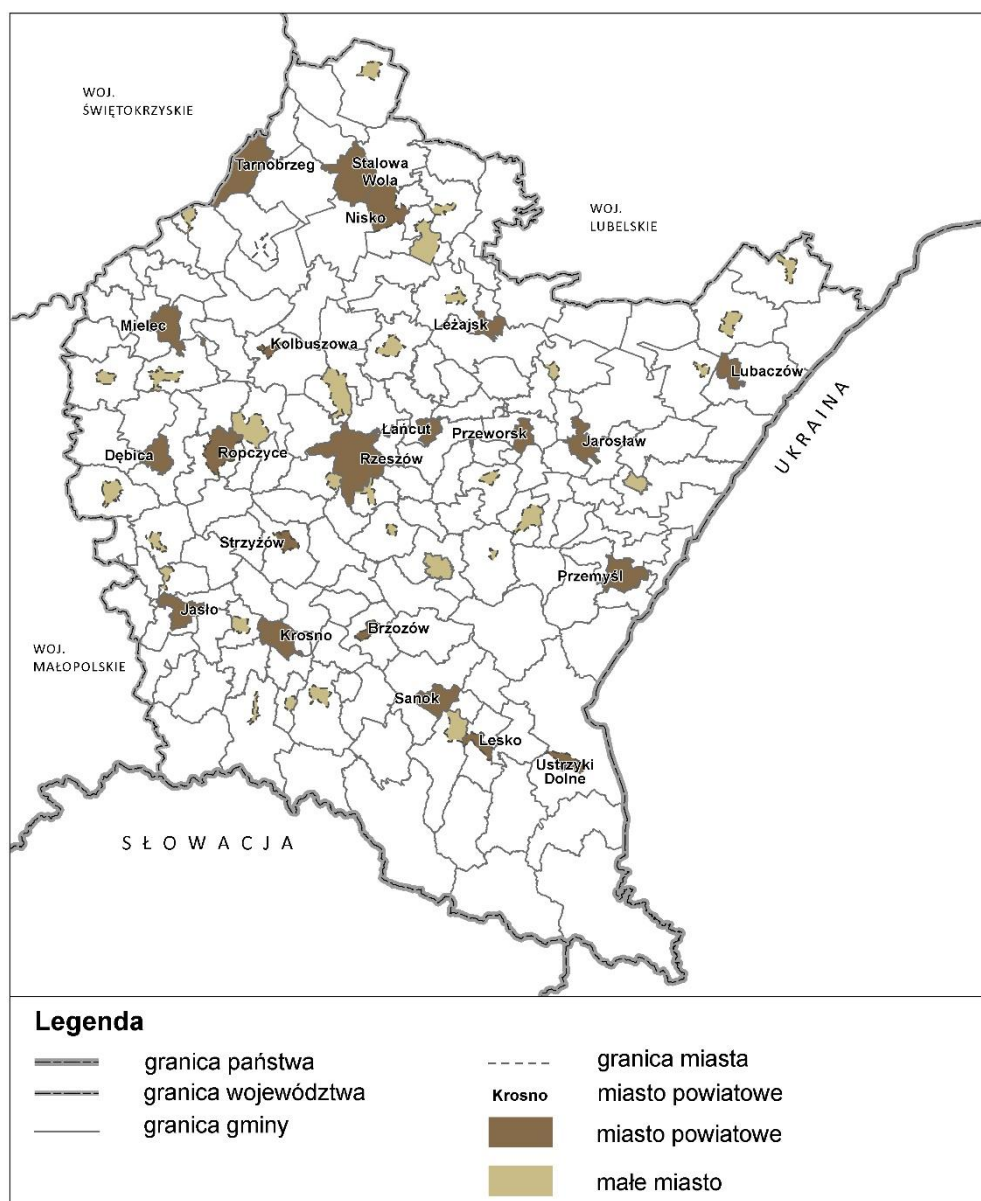 WOJ.
ŚWIĘTOKRZYSKIE
Tarnobrzeg
Stalowa
Wola
Nisko
WOJ.
LUBELSKIE
Mielec
Kolbuszowa
Leżajsk
Lubaczów
UKRAINA
Dębica
Ropczyce
Łańcut
Rzeszów
Przeworsk
Jarosław
Strzyżów
Przemyśl
Jasło
Krosno
Brzozów
WOJ.
MAŁOPOLSKIE
Sanok
Lesko
Ustrzyki
Dolne
SŁOWACJA
Legenda
granica państwa
granica województwa
granica gminy
granica miasta
Krosno miasto powiatowe
miasto powiatowe
małe miasto